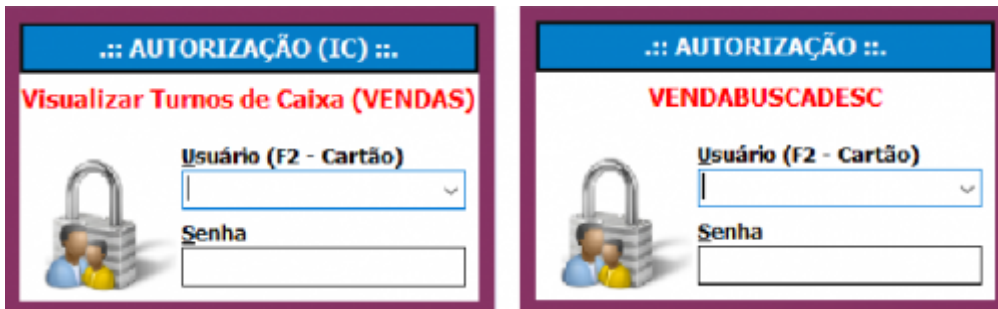 .:: AUTORIZAÇÃO (IC) ::.
Visualizar Turnos de Caixa (VENDAS)
Usuário (F2 - Cartão)
Senha
.:: AUTORIZAÇÃO ::.
VENDABUSCADESC
Usuário (F2 - Cartão)
Senha